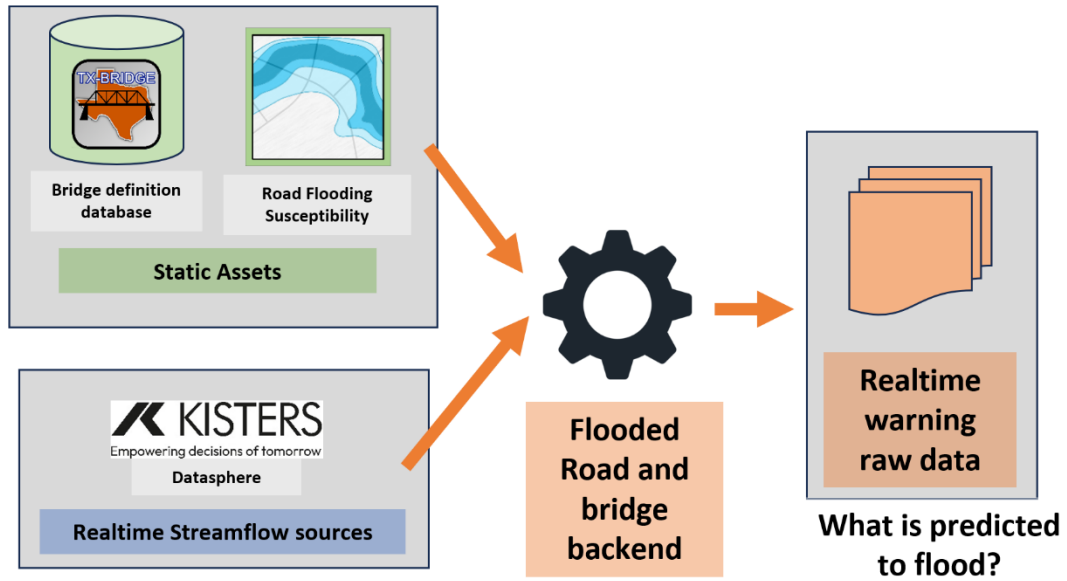 TX-BRIDGE
Bridge definition
database
Road Flooding
Susceptibility
Static Assets
KISTERS
Empowering decisions of tomorrow
Datasphere
Realtime Streamflow sources
Flooded
Road and
bridge
backend
Realtime
warning
raw data
What is predicted
to flood?